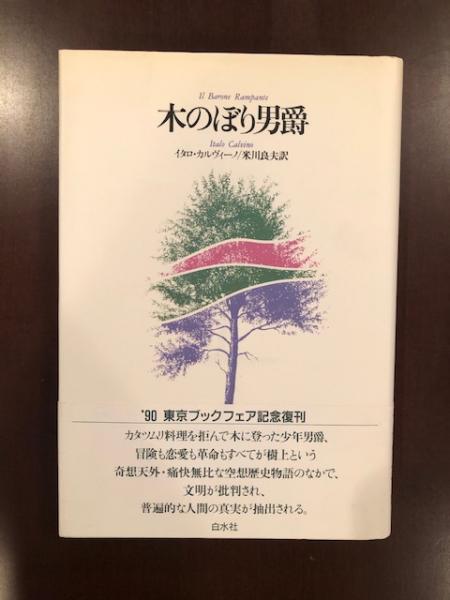 Il Barone Rampante
木のぼり男爵
Italo Calvino
イタロ・カルヴィーノ/米川良夫訳
'90 東京ブックフェア記念復刊
カタツムリ料理を拒んで木に登った少年男爵、
冒険も恋愛も革命もすべてが樹上という
奇想天外・痛快無比な空想歴史物語のなかで、
文明が批判され、
普遍的な人間の真実が抽出される。
白水社